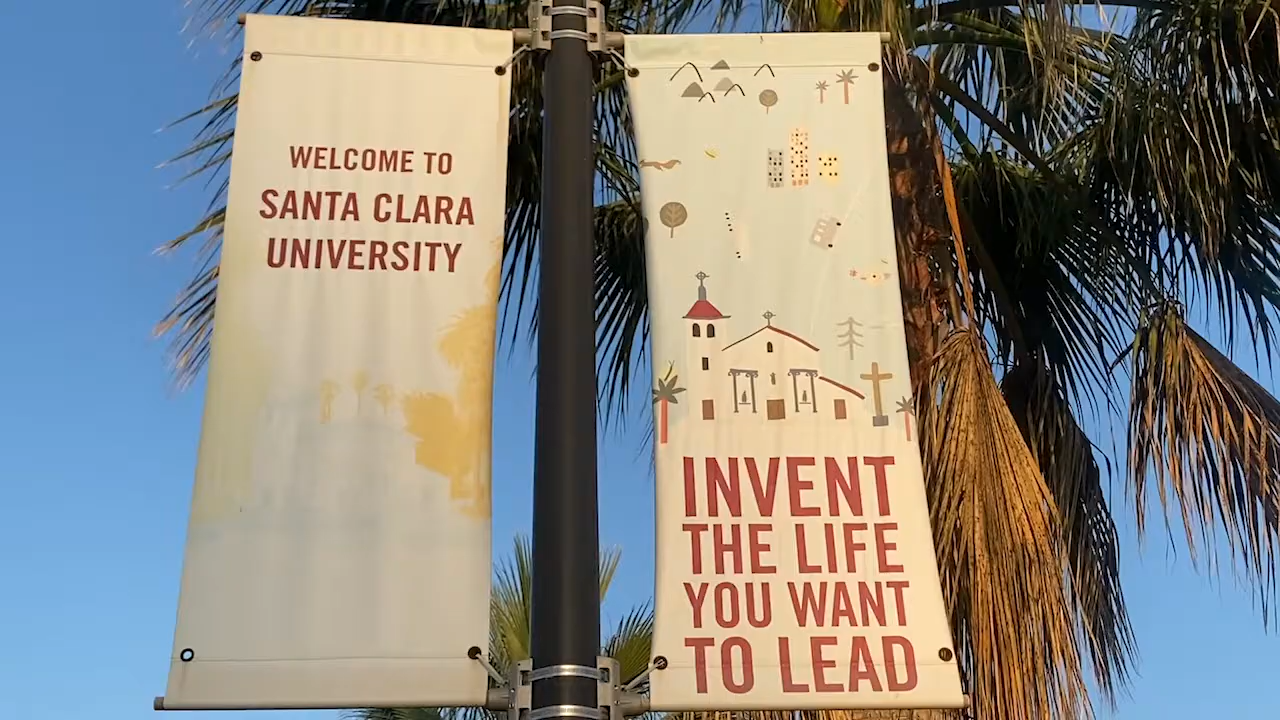 WELCOME TO
SANTA CLARA
UNIVERSITY
INVENT
THE LIFE
YOU WANT
TO LEAD